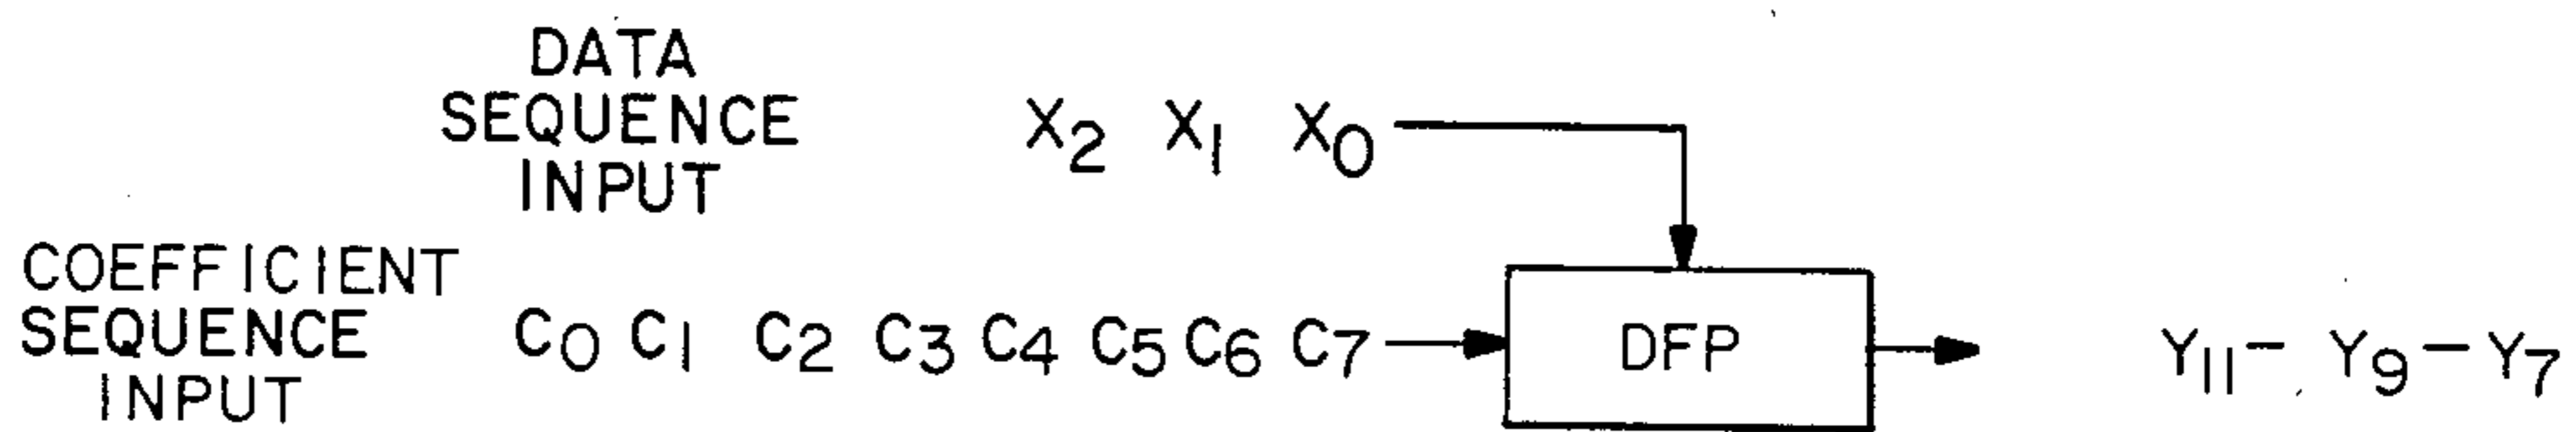 DATA
SEQUENCE
INPUT
X2 X1 X0
COEFFICIENT
SEQUENCE
INPUT
C0 C1 C2 C3 C4 C5 C6 C7
DFP
Y11- Y9-Y7